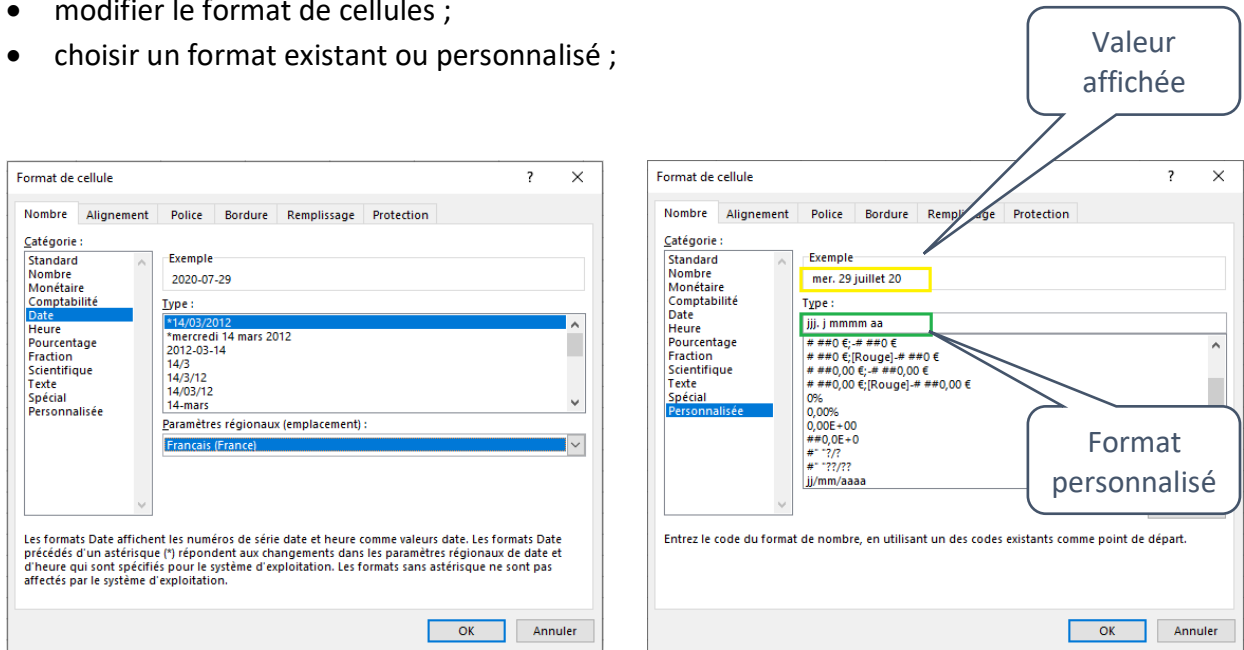 • modifier le format de cellules ;
• choisir un format existant ou personnalisé ;
Valeur
affichée
Format de cellule ? ×
Nombre Alignement Police Bordure Remplissage Protection
Catégorie :
Standard
Nombre
Monétaire
Comptabilité
Date
Heure
Pourcentage
Fraction
Scientifique
Texte
Spécial
Personnalisée
Exemple
2020-07-29
Type :
*14/03/2012
*mercredi 14 mars 2012
2012-03-14
14/3
14/3/12
14/03/12
14-mars
Paramètres régionaux (emplacement) :
Français (France)
Les formats Date affichent les numéros de série date et heure comme valeurs date. Les formats Date
précédés d'un astérisque (*) répondent aux changements dans les paramètres régionaux de date et
d'heure qui sont spécifiés pour le système d'exploitation. Les formats sans astérisque ne sont pas
affectés par le système d'exploitation.
OK Annuler
Format de cellule ? ×
Nombre Alignement Police Bordure Remplissage Protection
Catégorie :
Standard
Nombre
Monétaire
Comptabilité
Date
Heure
Pourcentage
Fraction
Scientifique
Texte
Spécial
Personnalisée
Exemple
mer. 29 juillet 20
Type :
jjj. j mmmm aa
# ##0 €;-# ##0 €
# ##0 €;[Rouge]-# ##0 €
# ##0,00 €;-# ##0,00 €
# ##0,00 €;[Rouge]-# ##0,00 €
0%
0,00%
0,00E+00
##0,0E+0
#" "?/?
#" "??/??
jj/mm/aaaa
Format
personnalisé
Entrez le code du format de nombre, en utilisant un des codes existants comme point de départ.
OK Annuler